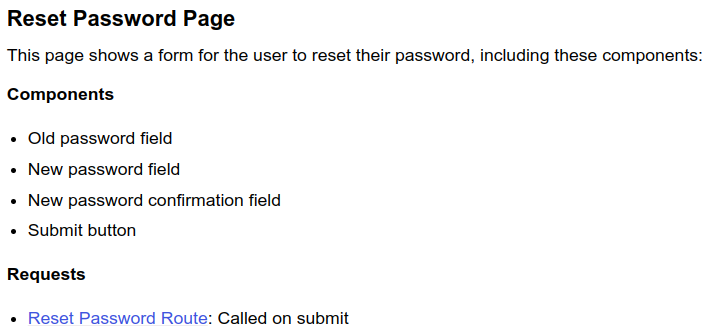 Reset Password Page
This page shows a form for the user to reset their password, including these components:
Components
• Old password field
• New password field
• New password confirmation field
• Submit button
Requests
• Reset Password Route: Called on submit